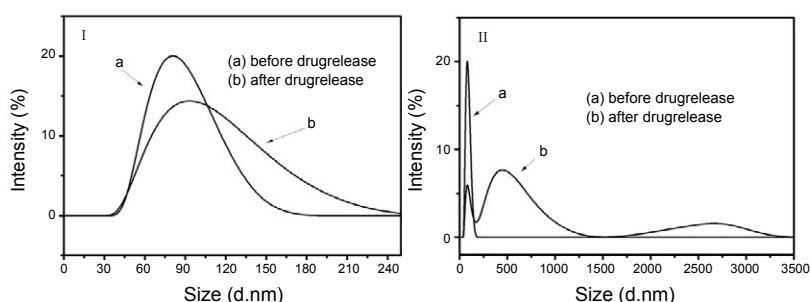 I
a
(a) before drugrelease
(b) after drugrelease
b
Intensity (%)
20
10
0
0 30 60 90 120 150 180 210 240
Size (d.nm)
II
a
(a) before drugrelease
(b) after drugrelease
b
Intensity (%)
20
10
0
0 500 1000 1500 2000 2500 3000 3500
Size (d.nm)